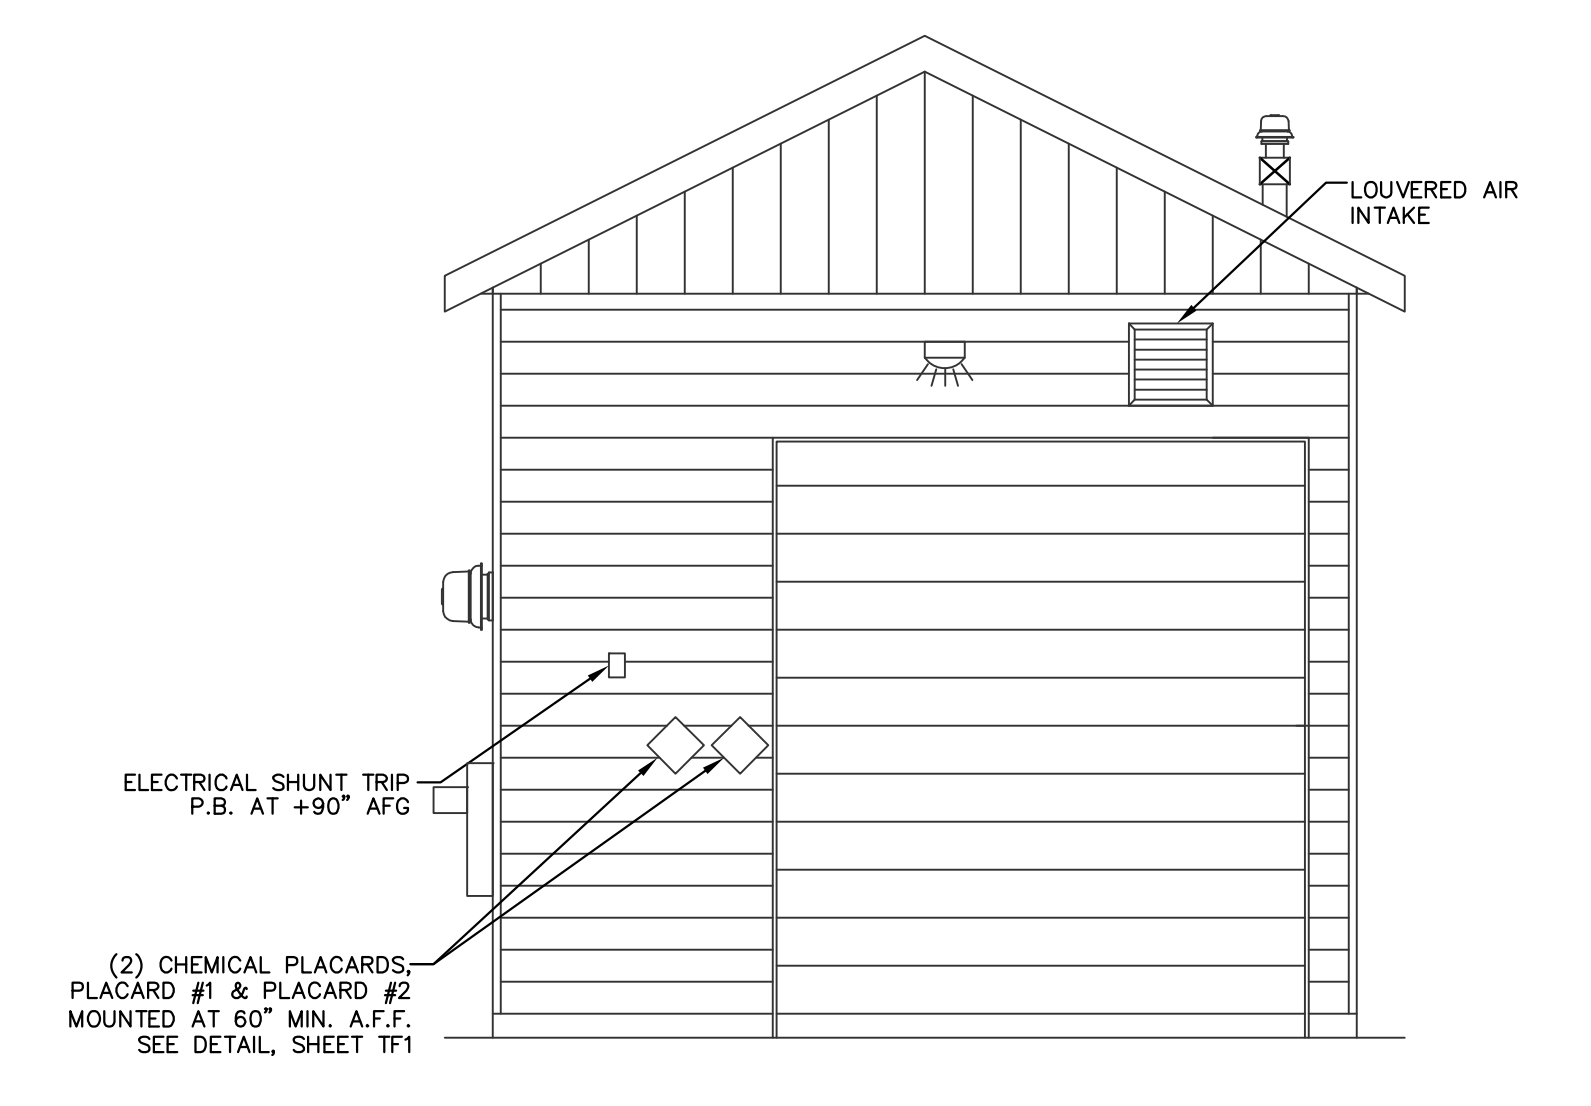 LOUVERED AIR
INTAKE
ELECTRICAL SHUNT TRIP
P.B. AT +90" AFG
(2) CHEMICAL PLACARDS,
PLACARD #1 & PLACARD #2
MOUNTED AT 60" MIN. A.F.F.
SEE DETAIL, SHEET TF1